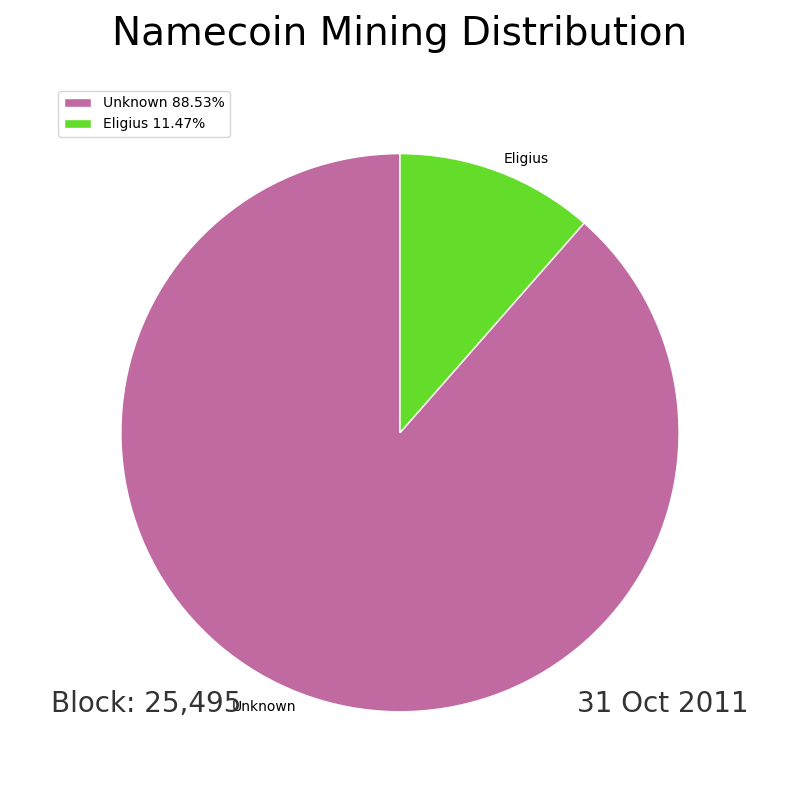 Namecoin Mining Distribution
Unknown 88.53%
Eligius 11.47%
Eligius
Block: 25,495
Unknown
31 Oct 2011